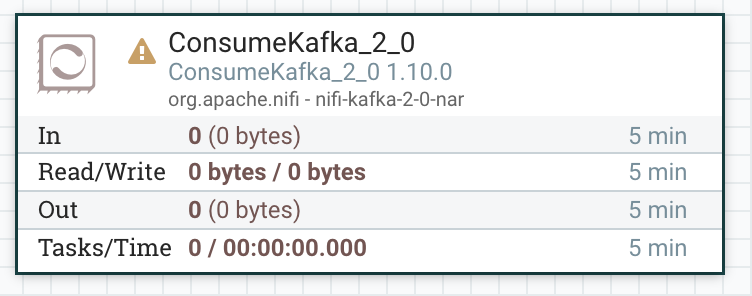 ConsumeKafka_2_0
ConsumeKafka_2_0 1.10.0
org.apache.nifi - nifi-kafka-2-0-nar
In 0 (0 bytes) 5 min
Read/Write 0 bytes / 0 bytes 5 min
Out 0 (0 bytes) 5 min
Tasks/Time 0 / 00:00:00.000 5 min